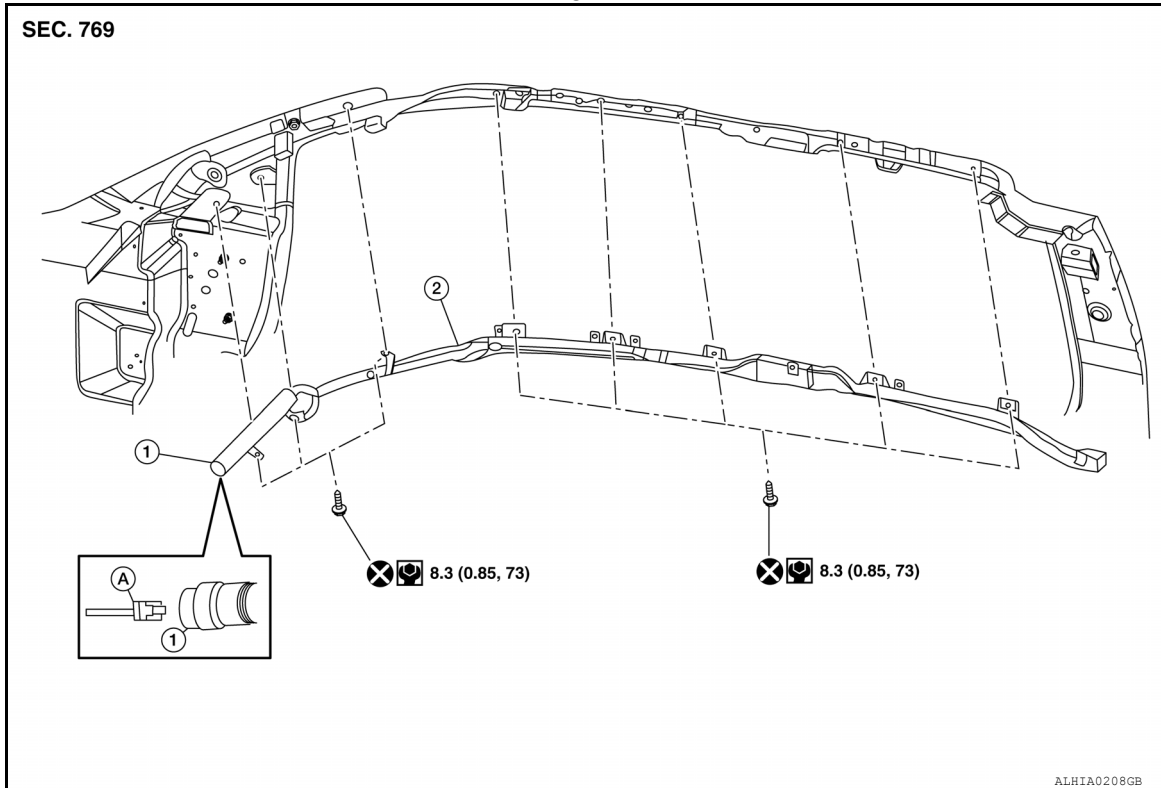 SEC. 769
2
1
A
1
8.3 (0.85, 73)
8.3 (0.85, 73)
ALHIA0208GB